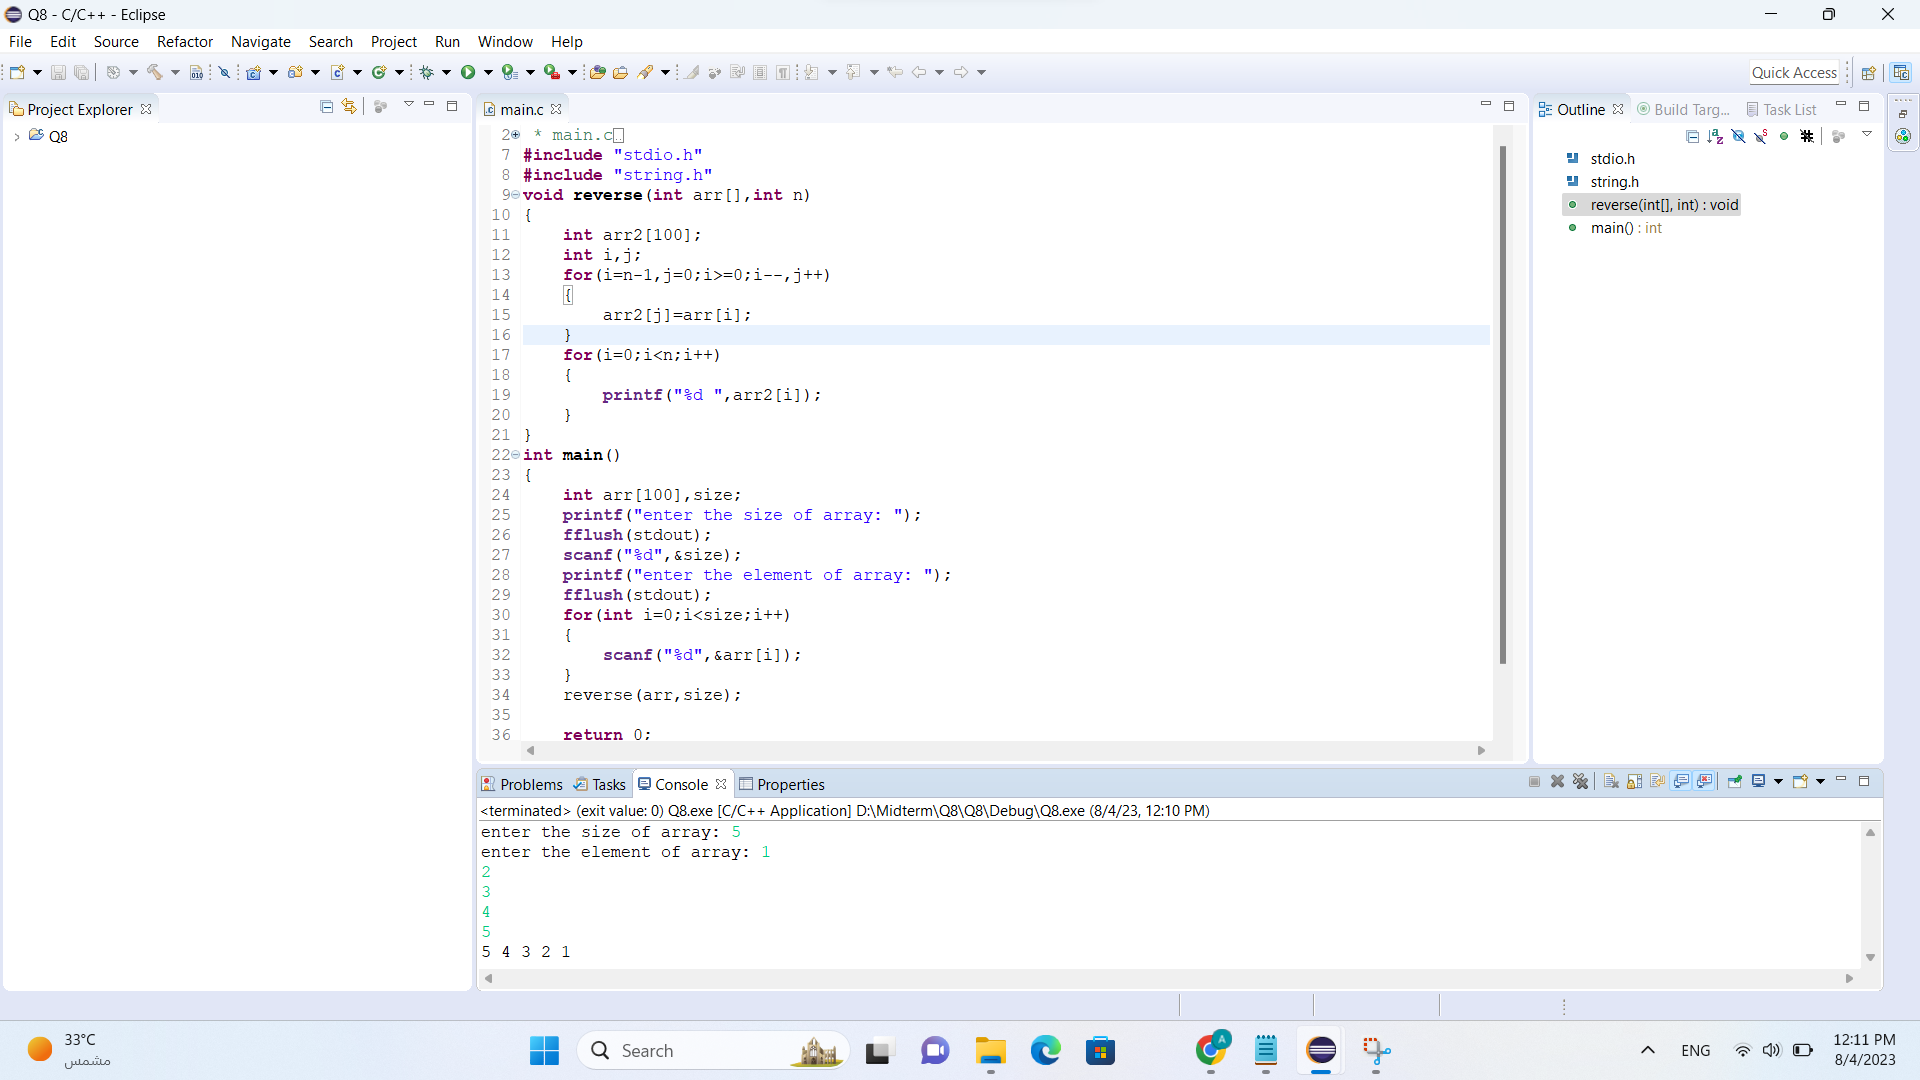 Q8 - C/C++ - Eclipse
File Edit Source Refactor Navigate Search Project Run Window Help
Quick Access
Project Explorer
Q8
main.c
2 * main.c
7 #include "stdio.h"
8 #include "string.h"
9 void reverse(int arr[],int n)
10 {
11     int arr2[100];
12     int i,j;
13     for(i=n-1,j=0;i>=0;i--,j++)
14     {
15         arr2[j]=arr[i];
16     }
17     for(i=0;i<n;i++)
18     {
19         printf("%d ",arr2[i]);
20     }
21 }
22 int main()
23 {
24     int arr[100],size;
25     printf("enter the size of array: ");
26     fflush(stdout);
27     scanf("%d",&size);
28     printf("enter the element of array: ");
29     fflush(stdout);
30     for(int i=0;i<size;i++)
31     {
32         scanf("%d",&arr[i]);
33     }
34     reverse(arr,size);
35
36     return 0;
Outline Build Targ... Task List
stdio.h
string.h
reverse(int[], int) : void
main() : int
Problems Tasks Console Properties
<terminated> (exit value: 0) Q8.exe [C/C++ Application] D:\Midterm\Q8\Q8\Debug\Q8.exe (8/4/23, 12:10 PM)
enter the size of array: 5
enter the element of array: 1
2
3
4
5
5 4 3 2 1
33°C
مشمس
Search
A
ENG
12:11 PM
8/4/2023